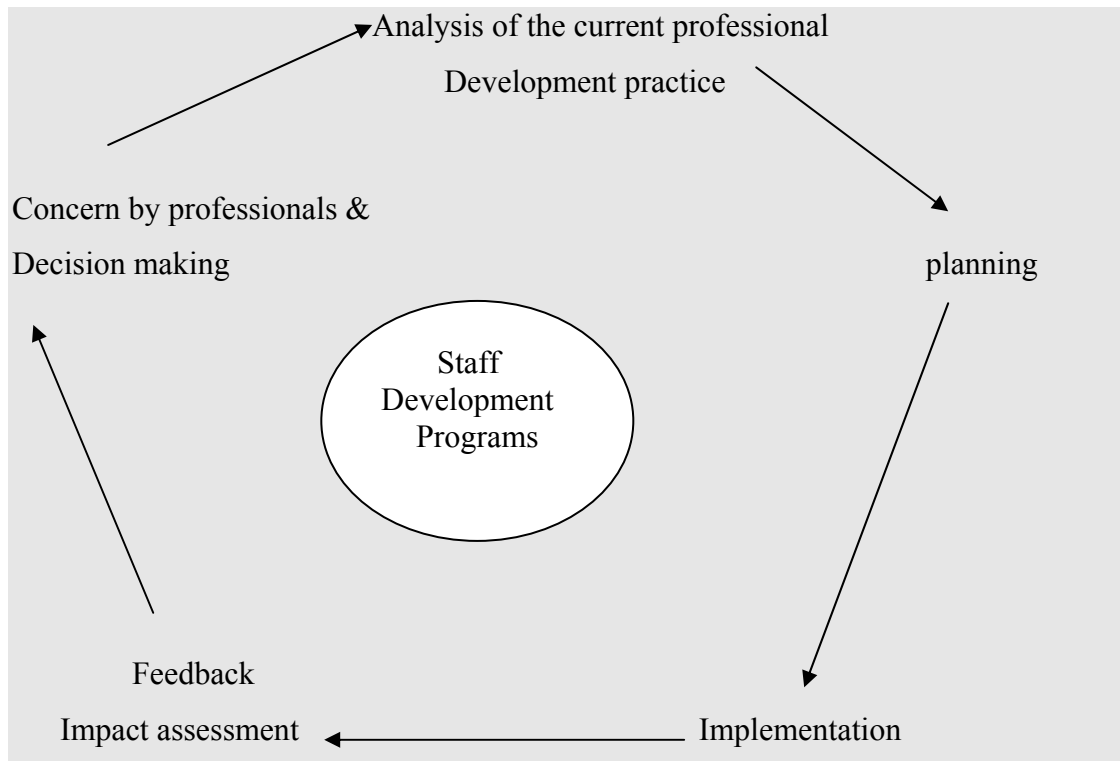 Analysis of the current professional
Development practice
Concern by professionals &
Decision making
planning
Staff
Development
Programs
Feedback
Impact assessment
Implementation